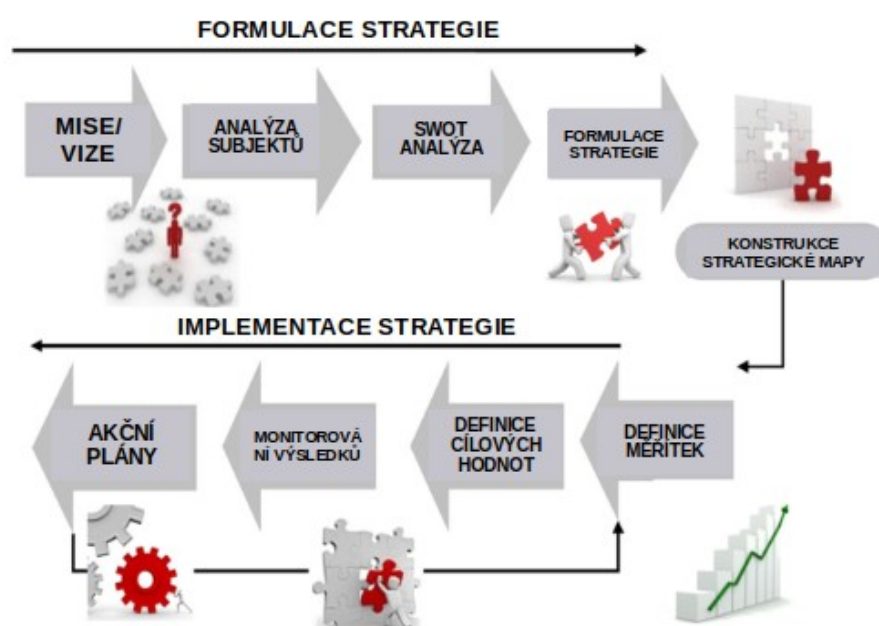 FORMULACE STRATEGIE
MISE/
VIZE
ANALÝZA
SUBJEKTŮ
SWOT
ANALÝZA
FORMULACE
STRATEGIE
KONSTRUKCE
STRATEGICKÉ MAPY
IMPLEMENTACE STRATEGIE
AKČNÍ
PLÁNY
MONITOROVÁ
NÍ VÝSLEDKŮ
DEFINICE
CÍLOVÝCH
HODNOT
DEFINICE
MĚŘÍTEK
?